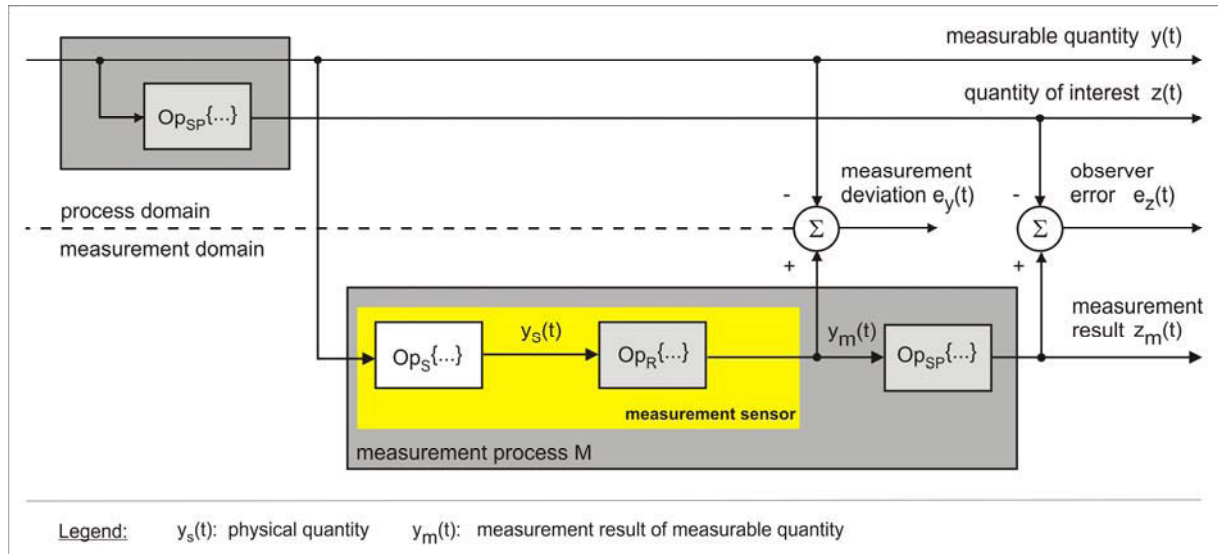 measurable quantity y(t)
quantity of interest z(t)
Op_SP{...}
measurement
deviation e_y(t)
observer
error e_z(t)
-
-
process domain
Σ
Σ
measurement domain
+
+
measurement
result z_m(t)
y_s(t)
y_m(t)
Op_S{...}
Op_R{...}
Op_SP{...}
measurement sensor
measurement process M
Legend: y_s(t): physical quantity y_m(t): measurement result of measurable quantity